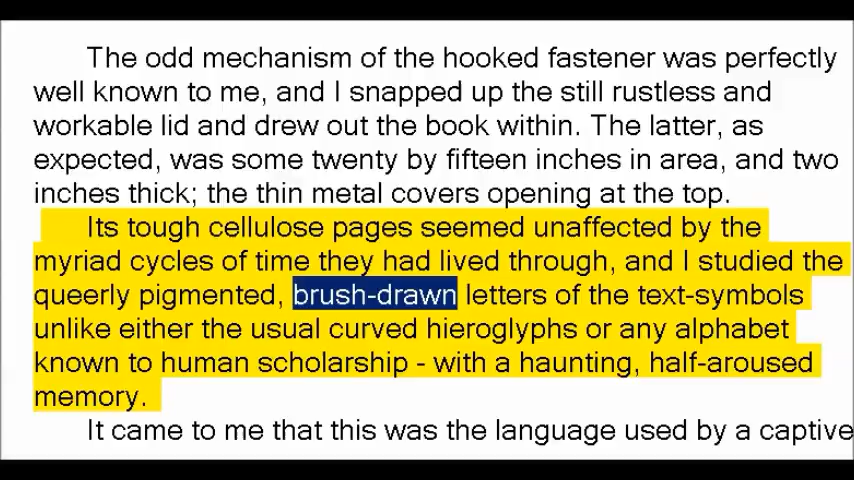 The odd mechanism of the hooked fastener was perfectly
well known to me, and I snapped up the still rustless and
workable lid and drew out the book within. The latter, as
expected, was some twenty by fifteen inches in area, and two
inches thick; the thin metal covers opening at the top.
Its tough cellulose pages seemed unaffected by the
myriad cycles of time they had lived through, and I studied the
queerly pigmented, brush-drawn letters of the text-symbols
unlike either the usual curved hieroglyphs or any alphabet
known to human scholarship - with a haunting, half-aroused
memory.
It came to me that this was the language used by a captive